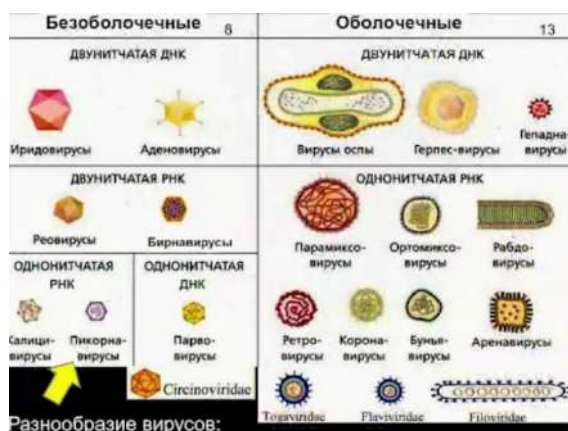 Безоболочечные 8
Оболочечные 13
ДВУНИТЧАТАЯ ДНК
Иридовирусы
Аденовирусы
ДВУНИТЧАТАЯ РНК
Реовирусы
Бирнавирусы
ОДНОНИТЧАТАЯ
РНК
Калици-
вирусы
Пикорна-
вирусы
ОДНОНИТЧАТАЯ
ДНК
Парво-
вирусы
Circinoviridae
ДВУНИТЧАТАЯ ДНК
Вирусы оспы
Герпес-вирусы
Гепадна-
вирусы
ОДНОНИТЧАТАЯ РНК
Парамиксо-
вирусы
Ортомиксо-
вирусы
Рабдо-
вирусы
Ретро-
вирусы
Корона-
вирусы
Бунья-
вирусы
Аренавирусы
Togaviridae
Flaviviridae
Filoviridae
Разнообразие вирусов: